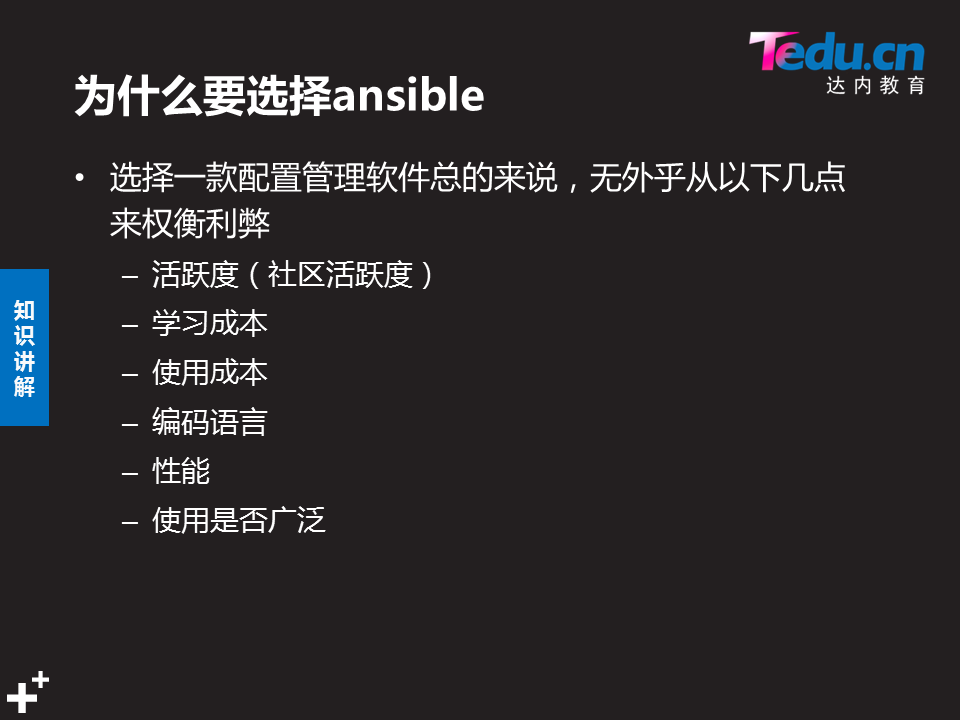 Tedu.cn
达内教育
为什么要选择ansible
• 选择一款配置管理软件总的来说，无外乎从以下几点
来权衡利弊
– 活跃度（社区活跃度）
– 学习成本
– 使用成本
– 编码语言
– 性能
– 使用是否广泛
知
识
讲
解